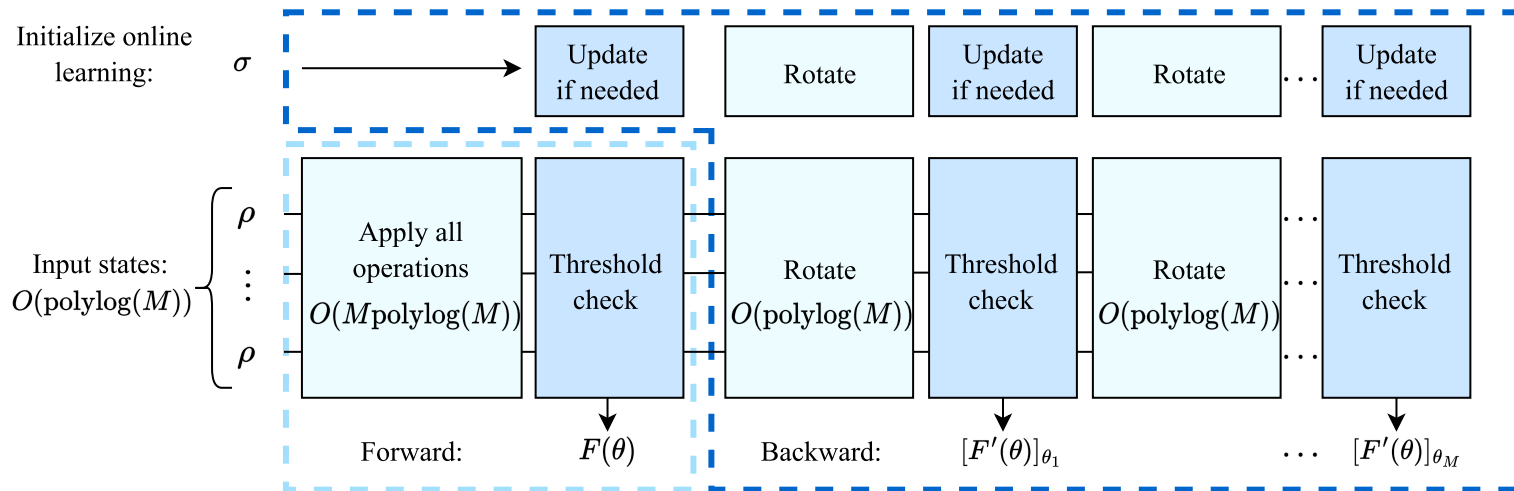 Initialize online
learning:
σ
Update
if needed
Rotate
Update
if needed
Rotate
...
Update
if needed
Input states:
O(polylog(M))
ρ
⋮
ρ
Apply all
operations
O(Mpolylog(M))
Threshold
check
Rotate
O(polylog(M))
Threshold
check
Rotate
O(polylog(M))
...
...
...
Threshold
check
Forward:
F(θ)
Backward:
[F′(θ)]θ₁
...
[F′(θ)]θ_M